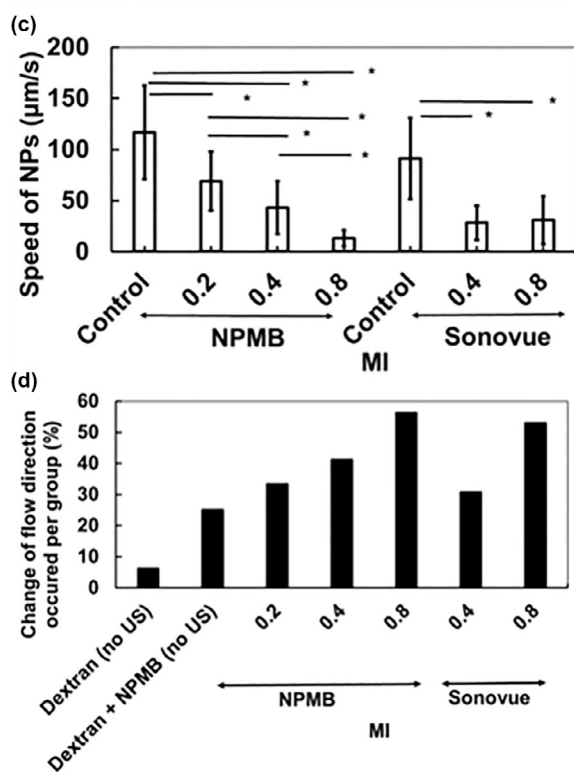 (c)
Speed of NPs (µm/s)
200
150
100
50
0
* * * * * * * *
Control 0.2 0.4 0.8 Control 0.4 0.8
NPMB Sonovue
MI
(d)
Change of flow direction
occured per group (%)
60
50
40
30
20
10
0
Dextran (no US) Dextran + NPMB (no US) 0.2 0.4 0.8 0.4 0.8
NPMB Sonovue
MI